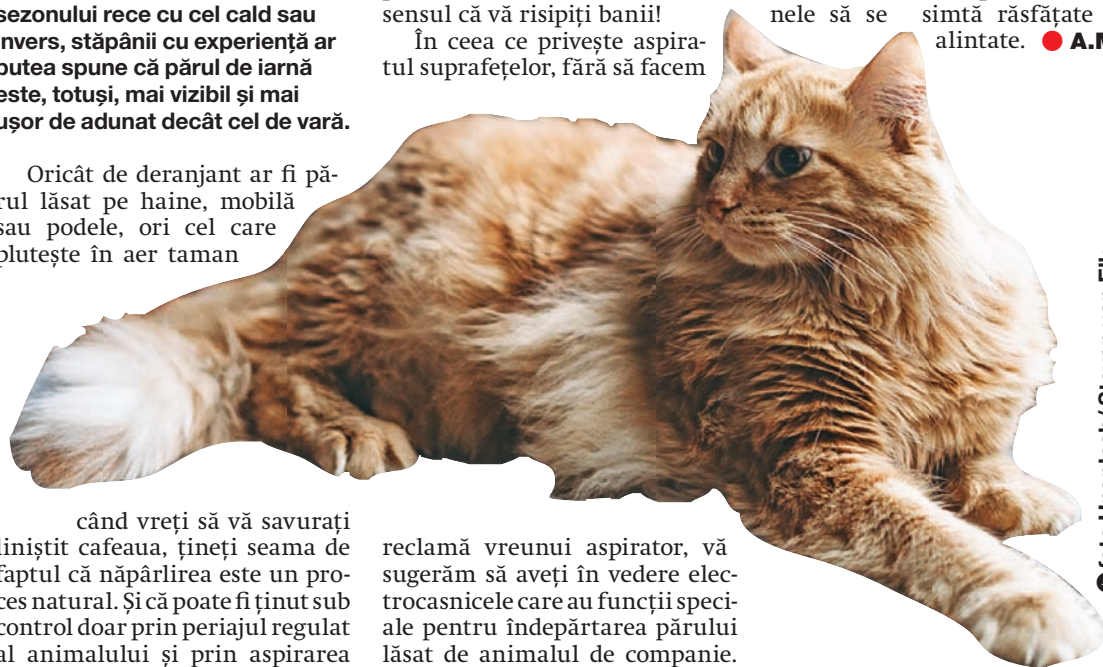 sezonului rece cu cel cald sau
invers, stăpânii cu experiență ar
putea spune că părul de iarnă
este, totuși, mai vizibil și mai
ușor de adunat decât cel de vară.
Oricât de deranjant ar fi pă-
rul lăsat pe haine, mobilă
sau podele, ori cel care
plutește în aer taman
când vreți să vă savurați
liniștit cafeaua, țineți seama de
faptul că năpârlirea este un pro-
ces natural. Și că poate fi ținut sub
control doar prin periajul regulat
al animalului și prin aspirarea
sensul că vă risipiți banii!
În ceea ce privește aspira-
tul suprafețelor, fără să facem
reclamă vreunui aspirator, vă
sugerăm să aveți în vedere elec-
trocasnicele care au funcții speci-
ale pentru îndepărtarea părului
lăsat de animalul de companie.
nele să se simtă răsfățate
alintate. ● A.M